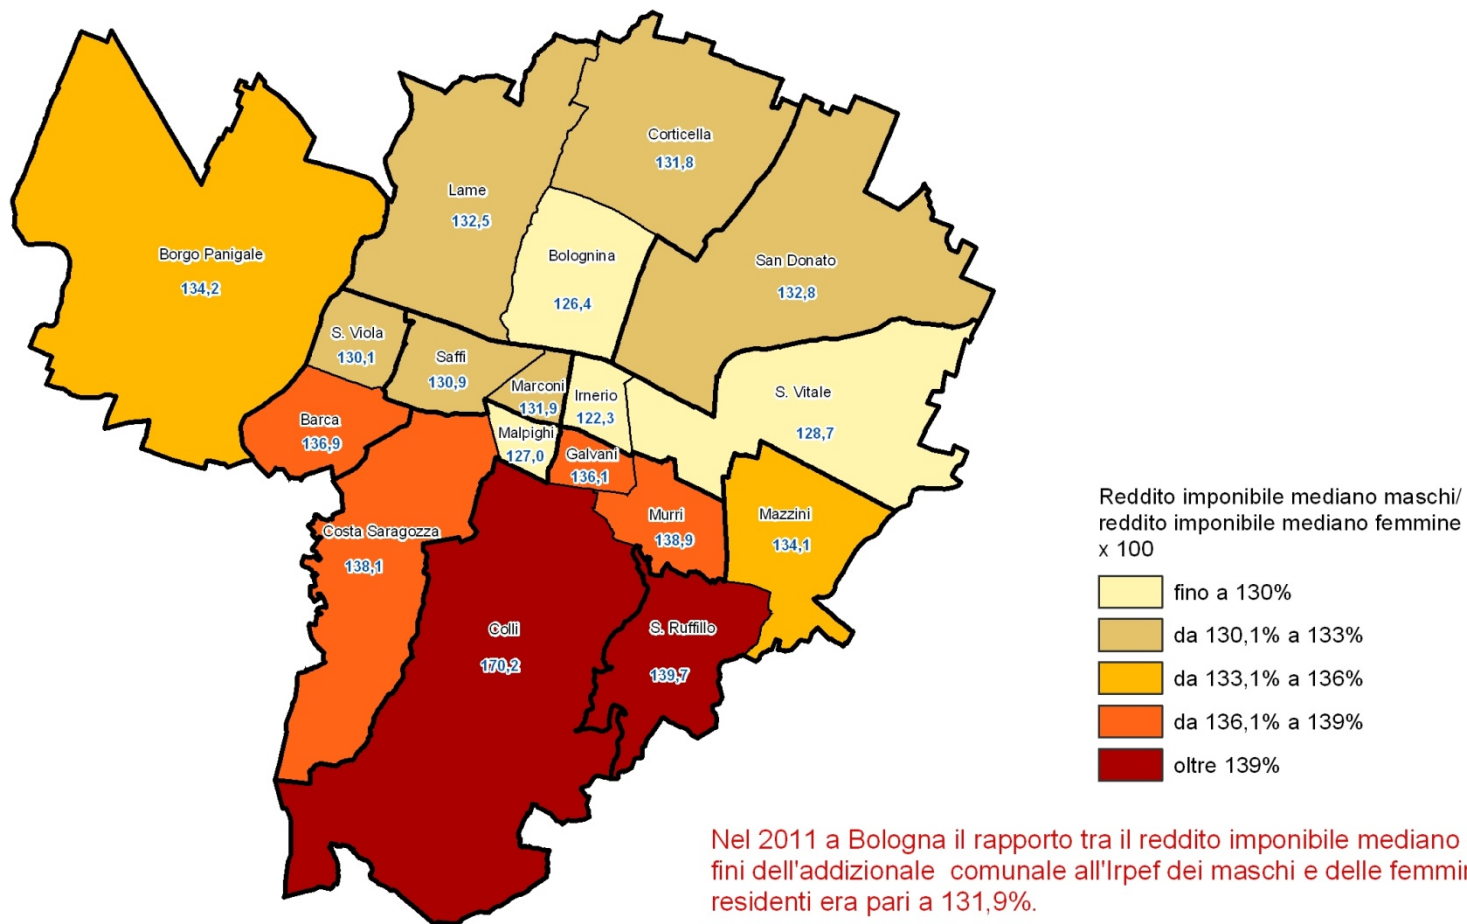 Corticella
131,8
Lame
132,5
Bolognina
126,4
San Donato
132,8
Borgo Panigale
134,2
S. Viola
130,1
Saffi
130,9
Marconi
131,9
Irnerio
122,3
S. Vitale
128,7
Barca
136,9
Malpighi
127,0
Galvani
136,1
Murri
138,9
Mazzini
134,1
Costa Saragozza
138,1
Colli
170,2
S. Ruffillo
139,7
Reddito imponibile mediano maschi/
reddito imponibile mediano femmine
x 100
fino a 130%
da 130,1% a 133%
da 133,1% a 136%
da 136,1% a 139%
oltre 139%
Nel 2011 a Bologna il rapporto tra il reddito imponibile mediano
fini dell'addizionale comunale all'Irpef dei maschi e delle
residenti era pari a 131,9%.